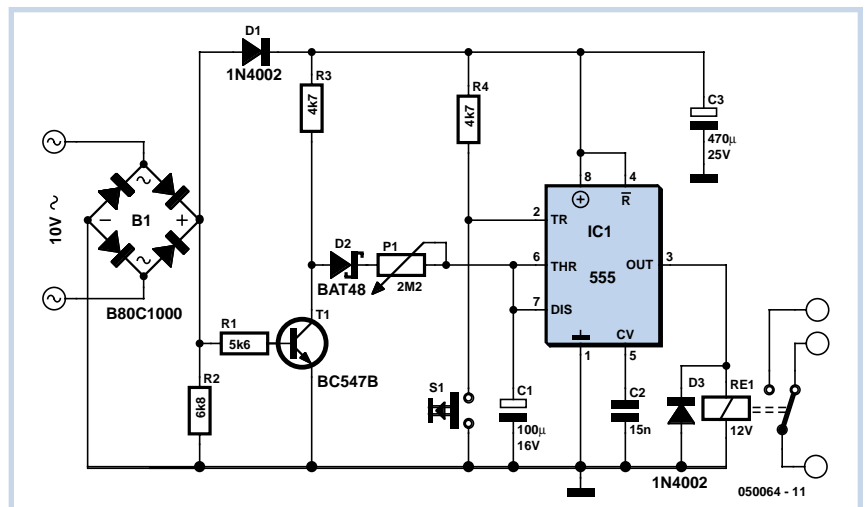 D1
1N4002
R3
4k7
R4
4k7
C3
470µ
25V
10V ~
~
B1
− +
~
B80C1000
8 4
R
2 TR
IC1
6 THR OUT 3
555
7 DIS
CV
1 5
D2
BAT48
P1
2M2
R1
5k6
T1
BC547B
R2
6k8
S1
C1
100µ
16V
C2
15n
D3
1N4002
RE1
12V
050064 - 11